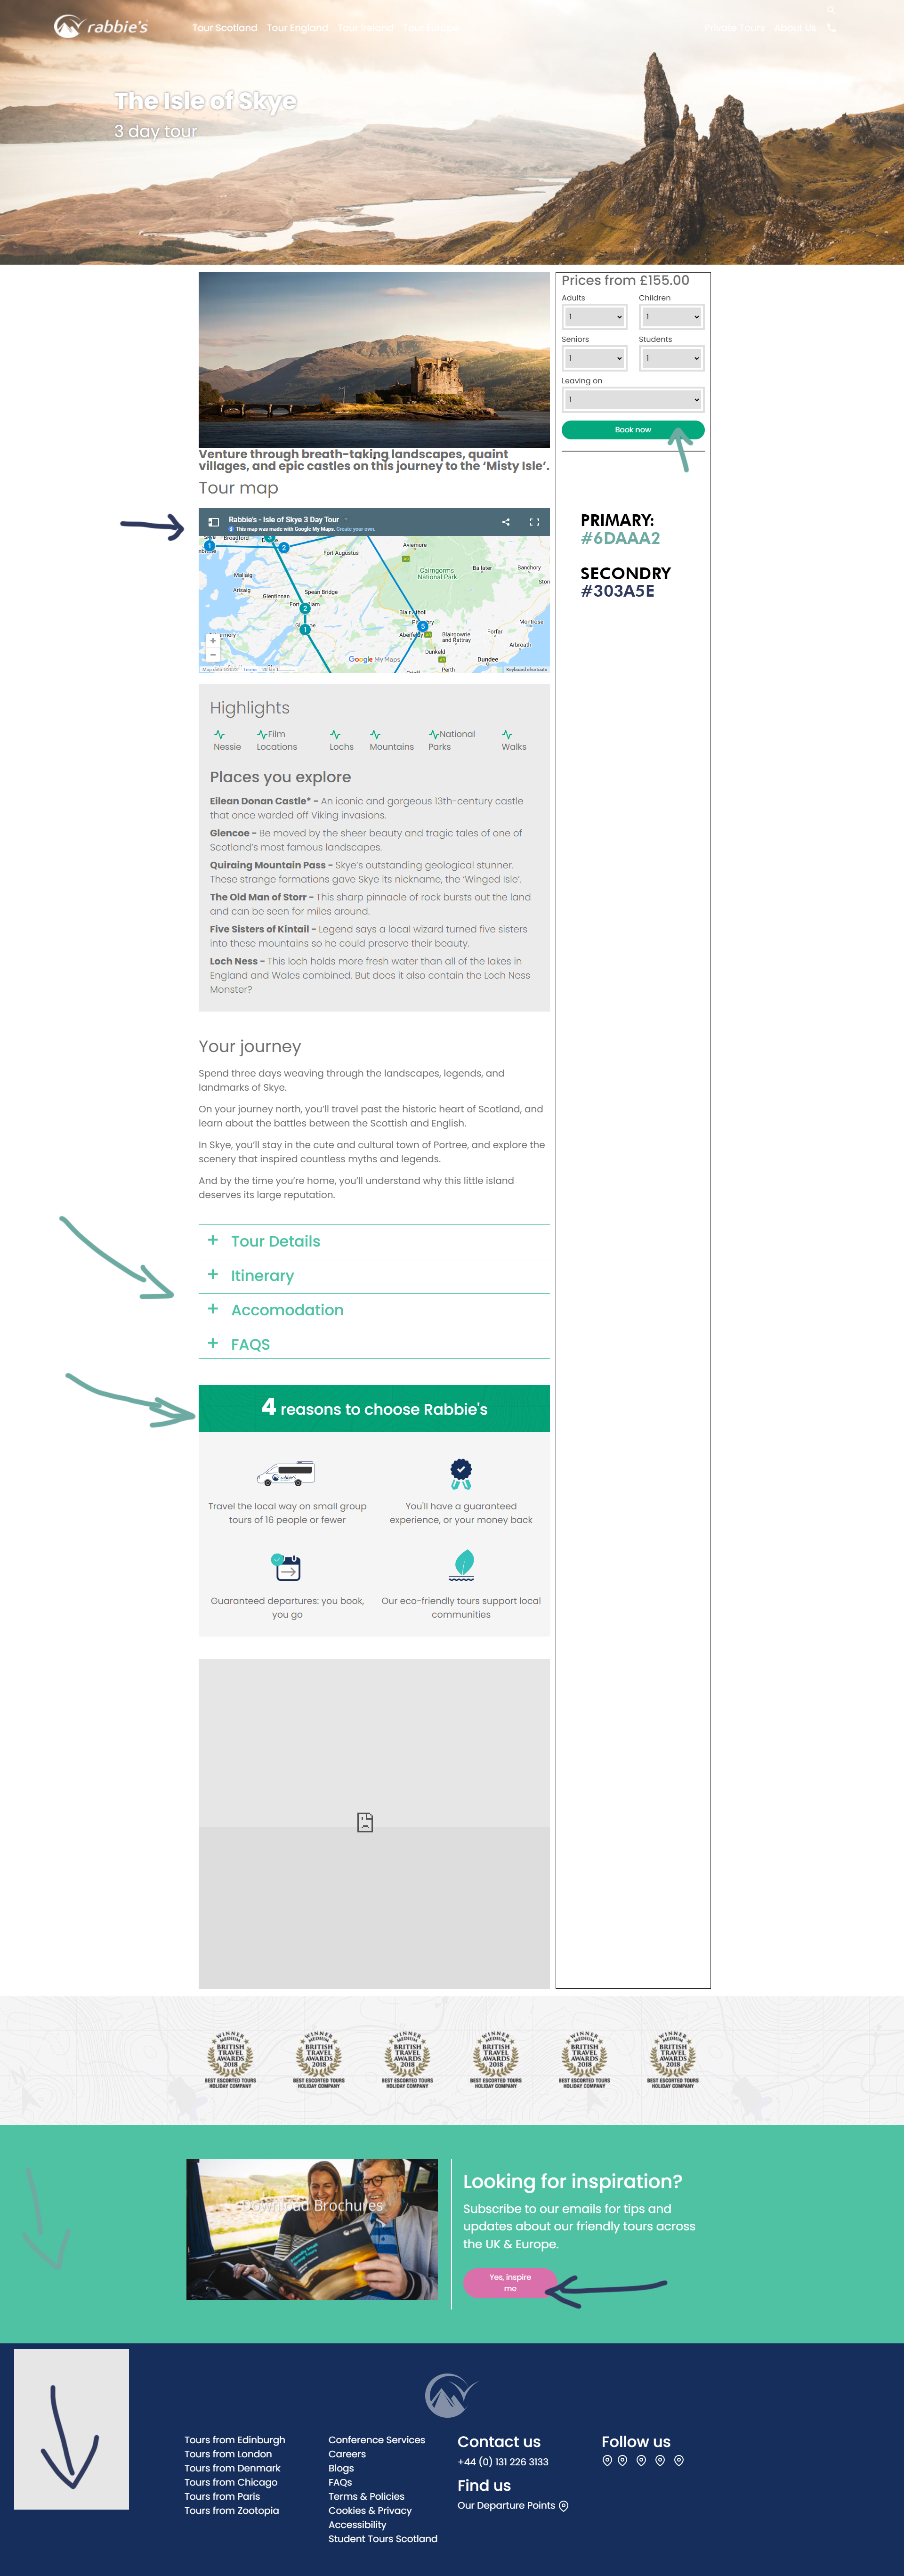 rabbie's
Tour Scotland Tour England Tour Ireland
Private Tours About Us
The Isle of Skye
3 day tour
Prices from £155.00
Adults Children
1 1
Seniors Students
1 1
Leaving on
1
Book now
Venture through breath-taking landscapes, quaint
villages, and epic castles on this journey to the ‘Misty Isle’.
Tour map
Rabbie's - Isle of Skye 3 Day Tour
This map was made with Google My Maps. Create your own.
PRIMARY:
#6DAAA2
SECONDRY
#303A5E
Broadford
1
3
2
Fort Augustus
Aviemore
Cairngorms
National Park
Ballater
Banchory
Mallaig
Arisaig
Glenfinnan
Spean Bridge
2
1
Blair Atholl
5
Montrose
Blairgowrie
and Rattray
Forfar
Arbroath
Dunkeld
Dundee
Perth
+
−
Google My Maps
Map data ©2022 Terms 20 km
Keyboard shortcuts
Highlights
Nessie
Film
Locations
Lochs
Mountains
National
Parks
Walks
Places you explore
Eilean Donan Castle* - An iconic and gorgeous 13th-century castle
that once warded off Viking invasions.
Glencoe - Be moved by the sheer beauty and tragic tales of one of
Scotland’s most famous landscapes.
Quiraing Mountain Pass - Skye’s outstanding geological stunner.
These strange formations gave Skye its nickname, the ‘Winged Isle’.
The Old Man of Storr - This sharp pinnacle of rock bursts out the land
and can be seen for miles around.
Five Sisters of Kintail - Legend says a local wizard turned five sisters
into these mountains so he could preserve their beauty.
Loch Ness - This loch holds more fresh water than all of the lakes in
England and Wales combined. But does it also contain the Loch Ness
Monster?
Your journey
Spend three days weaving through the landscapes, legends, and
landmarks of Skye.
On your journey north, you’ll travel past the historic heart of Scotland, and
learn about the battles between the Scottish and English.
In Skye, you’ll stay in the cute and cultural town of Portree, and explore the
scenery that inspired countless myths and legends.
And by the time you’re home, you’ll understand why this little island
deserves its large reputation.
+ Tour Details
+ Itinerary
+ Accomodation
+ FAQS
4 reasons to choose Rabbie's
rabbie's
Travel the local way on small group
tours of 16 people or fewer
You'll have a guaranteed
experience, or your money back
Guaranteed departures: you book,
you go
Our eco-friendly tours support local
communities
WINNER
MEDIUM
BRITISH
TRAVEL
AWARDS
2018
BEST ESCORTED TOURS
HOLIDAY COMPANY
WINNER
MEDIUM
BRITISH
TRAVEL
AWARDS
2018
BEST ESCORTED TOURS
HOLIDAY COMPANY
WINNER
MEDIUM
BRITISH
TRAVEL
AWARDS
2018
BEST ESCORTED TOURS
HOLIDAY COMPANY
WINNER
MEDIUM
BRITISH
TRAVEL
AWARDS
2018
BEST ESCORTED TOURS
HOLIDAY COMPANY
WINNER
MEDIUM
BRITISH
TRAVEL
AWARDS
2018
BEST ESCORTED TOURS
HOLIDAY COMPANY
WINNER
MEDIUM
BRITISH
TRAVEL
AWARDS
2018
BEST ESCORTED TOURS
HOLIDAY COMPANY
Download Brochures
Looking for inspiration?
Subscribe to our emails for tips and
updates about our friendly tours across
the UK & Europe.
Yes, inspire
me
Tours from Edinburgh
Tours from London
Tours from Denmark
Tours from Chicago
Tours from Paris
Tours from Zootopia
Conference Services
Careers
Blogs
FAQs
Terms & Policies
Cookies & Privacy
Accessibility
Student Tours Scotland
Contact us
+44 (0) 131 226 3133
Find us
Our Departure Points
Follow us